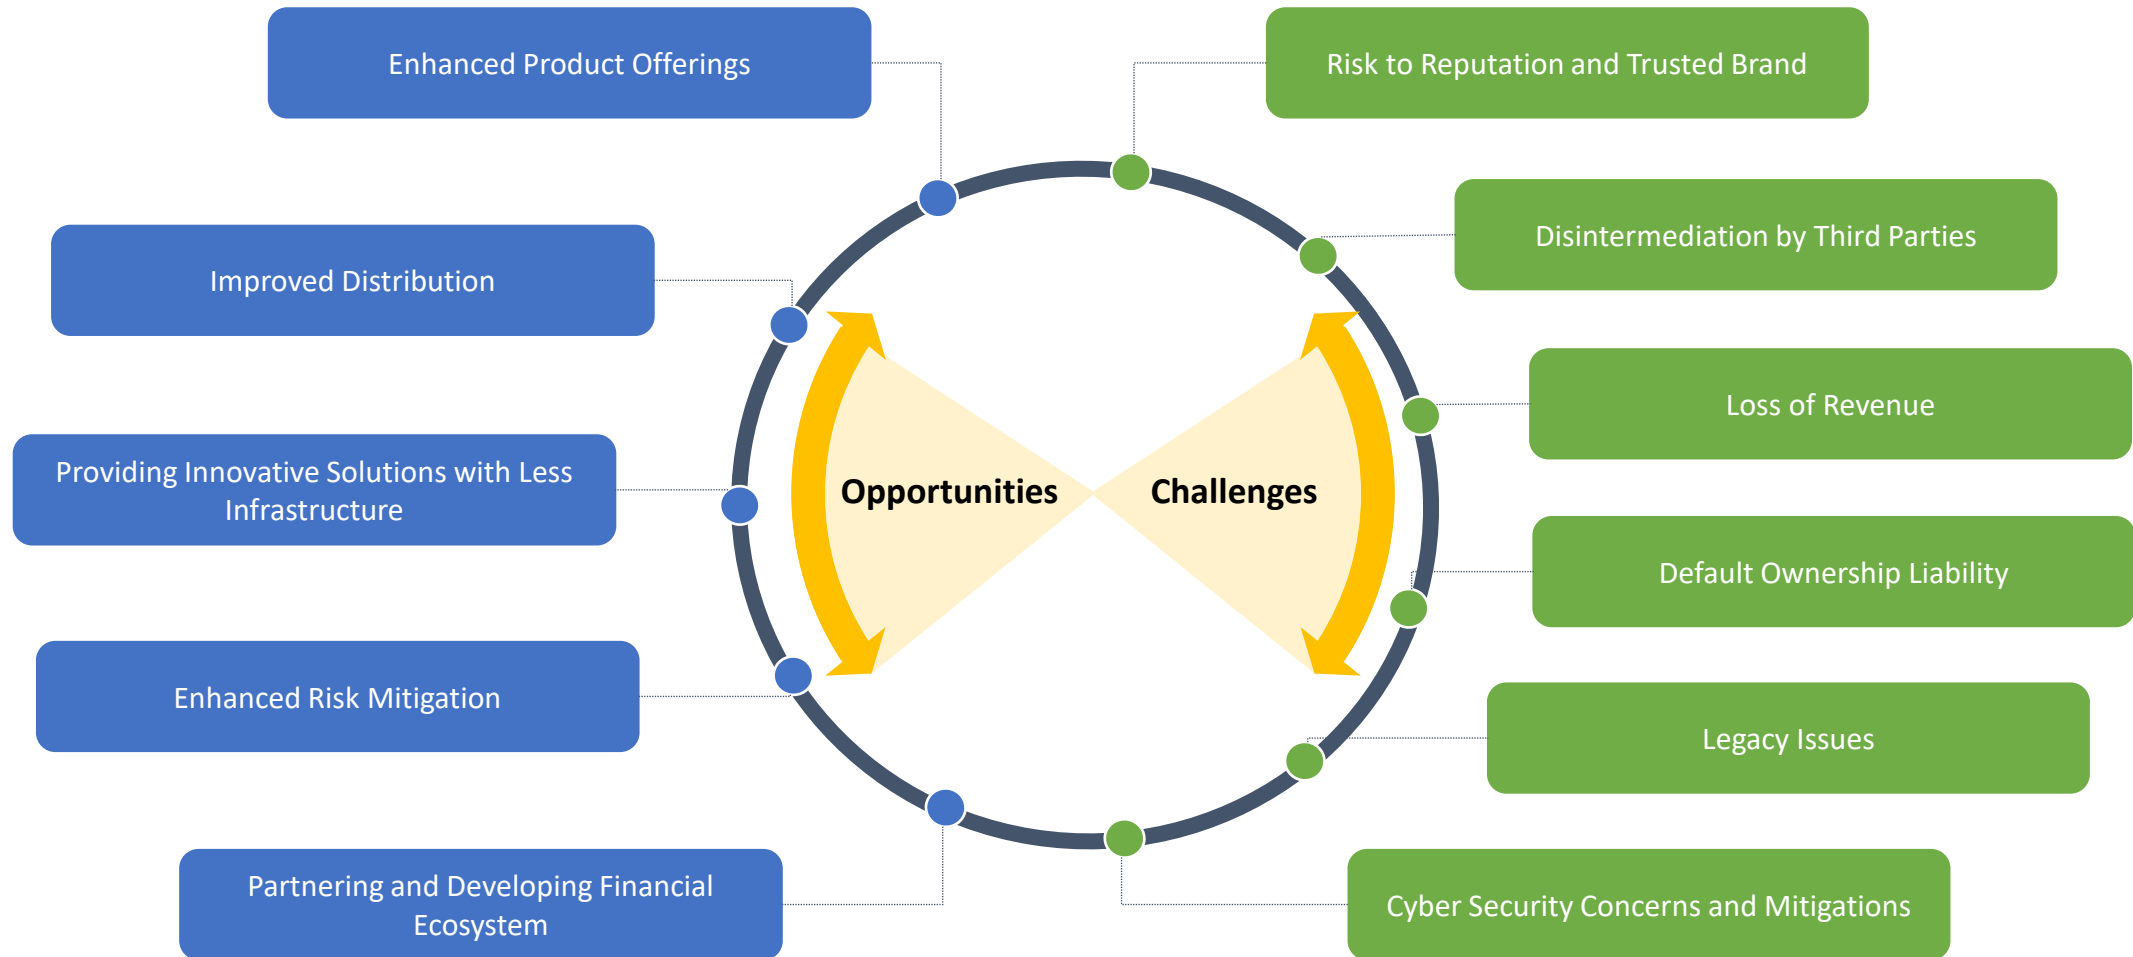 Enhanced Product Offerings
Improved Distribution
Providing Innovative Solutions with Less
Infrastructure
Enhanced Risk Mitigation
Partnering and Developing Financial
Ecosystem
Opportunities
Challenges
Risk to Reputation and Trusted Brand
Disintermediation by Third Parties
Loss of Revenue
Default Ownership Liability
Legacy Issues
Cyber Security Concerns and Mitigations